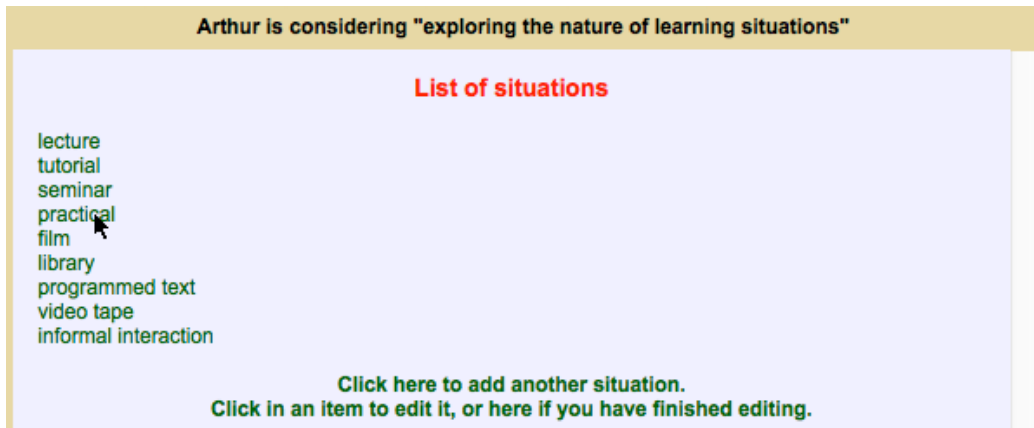 Arthur is considering "exploring the nature of learning situations"
List of situations
lecture
tutorial
seminar
practical
film
library
programmed text
video tape
informal interaction
Click here to add another situation.
Click in an item to edit it, or here if you have finished editing.